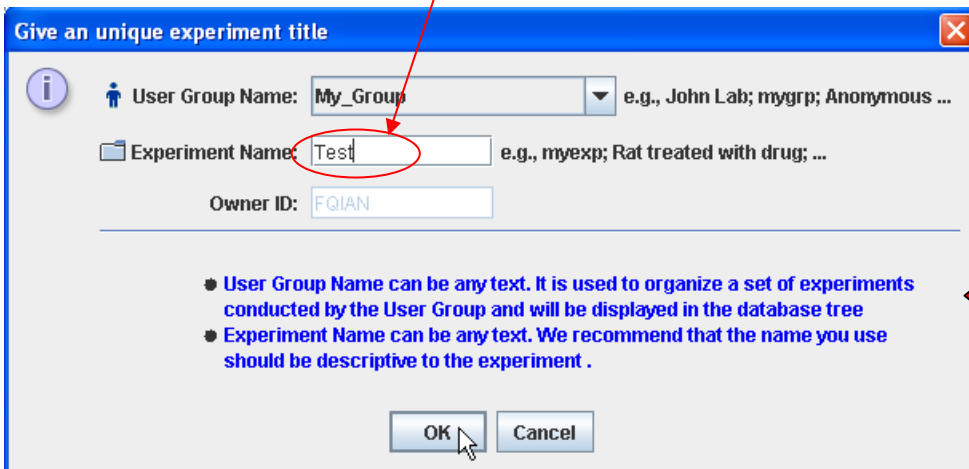 Give an unique experiment title
User Group Name: My_Group e.g., John Lab; mygrp; Anonymous ...
Experiment Name: Test e.g., myexp; Rat treated with drug; ...
Owner ID: FQIAN
User Group Name can be any text. It is used to organize a set of experiments
conducted by the User Group and will be displayed in the database tree
Experiment Name can be any text. We recommend that the name you use
should be descriptive to the experiment .
OK Cancel